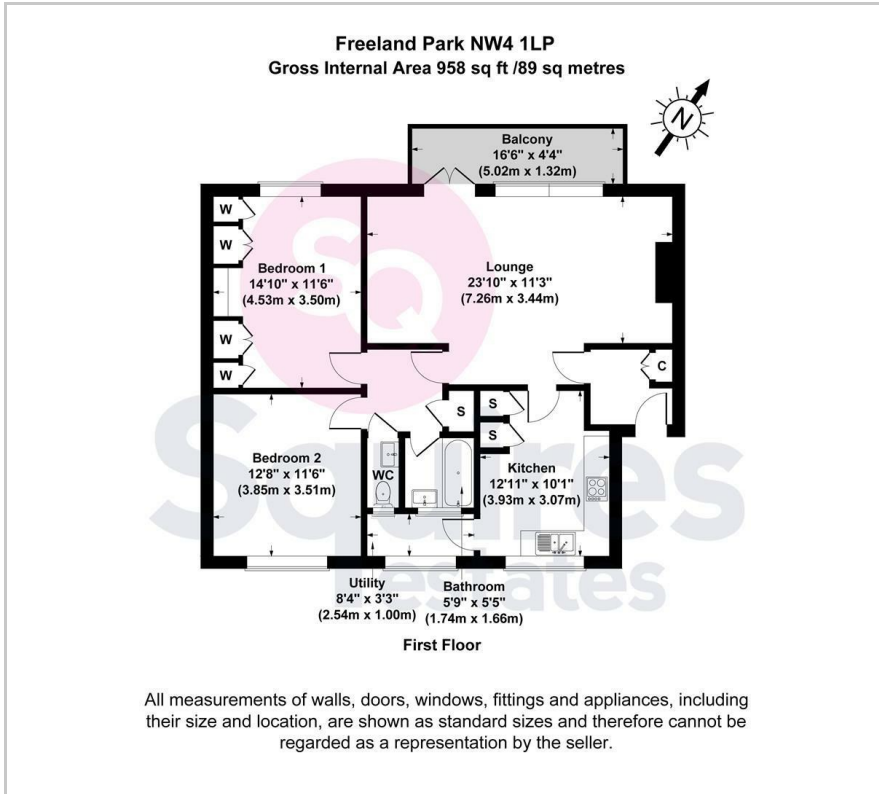 Freeland Park NW4 1LP
Gross Internal Area 958 sq ft /89 sq metres
N
Balcony
16'6" x 4'4"
(5.02m x 1.32m)
W
W
Bedroom 1
14'10" x 11'6"
(4.53m x 3.50m)
W
W
Lounge
23'10" x 11'3"
(7.26m x 3.44m)
C
S
S
S
Bedroom 2
12'8" x 11'6"
(3.85m x 3.51m)
WC
Kitchen
12'11" x 10'1"
(3.93m x 3.07m)
Utility
8'4" x 3'3"
(2.54m x 1.00m)
Bathroom
5'9" x 5'5"
(1.74m x 1.66m)
First Floor
SQ
Squires
estates
All measurements of walls, doors, windows, fittings and appliances, including
their size and location, are shown as standard sizes and therefore cannot be
regarded as a representation by the seller.